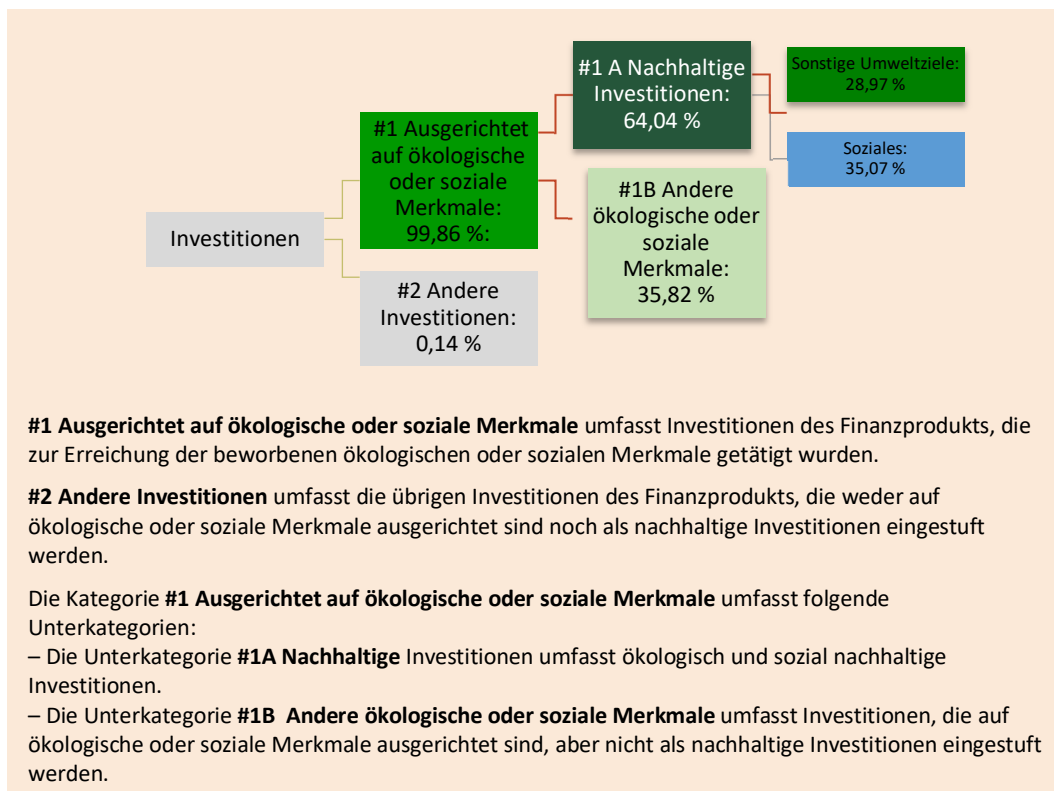 #1 A Nachhaltige
Investitionen:
64,04 %
Sonstige Umweltziele:
28,97 %
#1 Ausgerichtet
auf ökologische
oder soziale
Merkmale:
99,86 %:
Soziales:
35,07 %
#1B Andere
ökologische oder
soziale
Merkmale:
35,82 %
Investitionen
#2 Andere
Investitionen:
0,14 %
#1 Ausgerichtet auf ökologische oder soziale Merkmale umfasst Investitionen des Finanzprodukts, die
zur Erreichung der beworbenen ökologischen oder sozialen Merkmale getätigt wurden.
#2 Andere Investitionen umfasst die übrigen Investitionen des Finanzprodukts, die weder auf
ökologische oder soziale Merkmale ausgerichtet sind noch als nachhaltige Investitionen eingestuft
werden.
Die Kategorie #1 Ausgerichtet auf ökologische oder soziale Merkmale umfasst folgende
Unterkategorien:
– Die Unterkategorie #1A Nachhaltige Investitionen umfasst ökologisch und sozial nachhaltige
Investitionen.
– Die Unterkategorie #1B  Andere ökologische oder soziale Merkmale umfasst Investitionen, die auf
ökologische oder soziale Merkmale ausgerichtet sind, aber nicht als nachhaltige Investitionen eingestuft
werden.